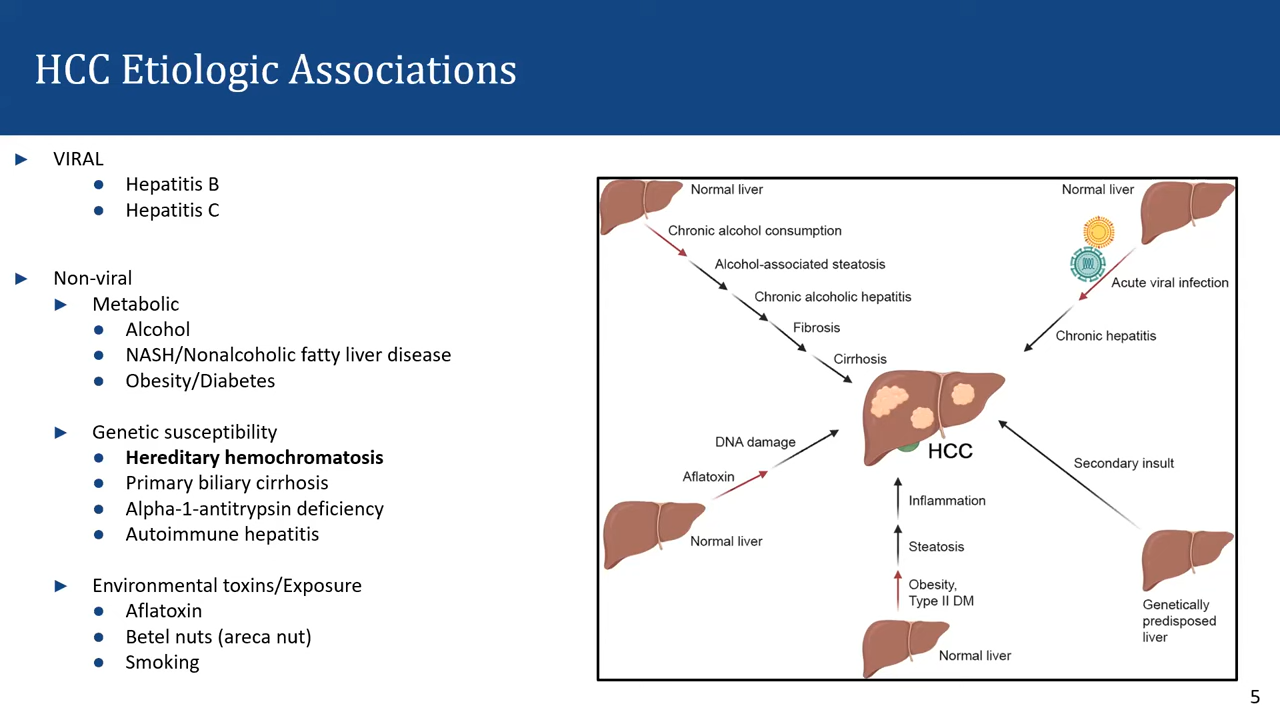 HCC Etiologic Associations
VIRAL
Hepatitis B
Hepatitis C
Non-viral
Metabolic
Alcohol
NASH/Nonalcoholic fatty liver disease
Obesity/Diabetes
Genetic susceptibility
Hereditary hemochromatosis
Primary biliary cirrhosis
Alpha-1-antitrypsin deficiency
Autoimmune hepatitis
Environmental toxins/Exposure
Aflatoxin
Betel nuts (areca nut)
Smoking
Normal liver
Chronic alcohol consumption
Alcohol-associated steatosis
Chronic alcoholic hepatitis
Fibrosis
Cirrhosis
Normal liver
Acute viral infection
Chronic hepatitis
HCC
DNA damage
Aflatoxin
Normal liver
Inflammation
Steatosis
Obesity,
Type II DM
Normal liver
Secondary insult
Genetically
predisposed
liver
5